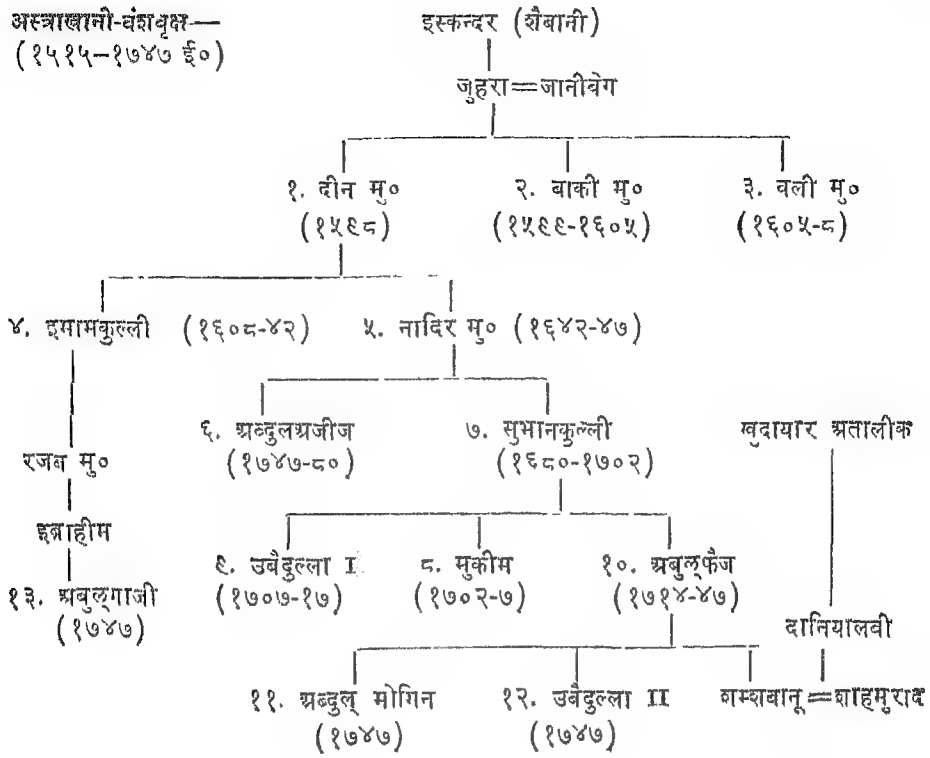 अस्त्राखानी-वंशवृक्ष—
(१५१५–१७४७ ई०)
इस्कन्दर (शैबानी)
जुहरा=जानीबेग
१. दीन मु० २. बाकी मु० ३. वली मु०
(१५९८) (१५९९-१६०५) (१६०५-८)
४. इमामकुल्ली (१६०८-४२) ५. नादिर मु० (१६४२-४७)
६. अब्दुलअजीज ७. सुभानकुल्ली खुदायार अतालीक
(१७४७-८०) (१६८०-१७०२)
रजब मु०
इब्राहीम
९. उबैदुल्ला I ८. मुकीम १०. अबुल्फैज
१३. अबुल्गाजी (१७०७-१७) (१७०२-७) (१७१४-४७)
(१७४७)
दानियालवी
११. अब्दुल् मोगिन १२. उबैदुल्ला II शम्शबानू=शाहमुराद
(१७४७) (१७४७)